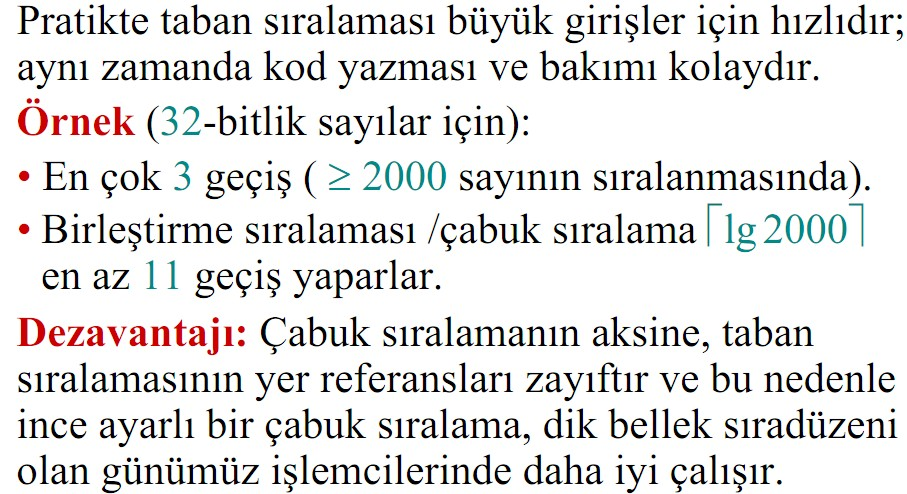 Pratikte taban sıralaması büyük girişler için hızlıdır;
aynı zamanda kod yazması ve bakımı kolaydır.
Örnek (32-bitlik sayılar için):
• En çok 3 geçiş ( ≥ 2000 sayının sıralanmasında).
• Birleştirme sıralaması /çabuk sıralama ⌈lg 2000⌉
en az 11 geçiş yaparlar.
Dezavantajı: Çabuk sıralamanın aksine, taban
sıralamasının yer referansları zayıftır ve bu nedenle
ince ayarlı bir çabuk sıralama, dik bellek sıradüzeni
olan günümüz işlemcilerinde daha iyi çalışır.